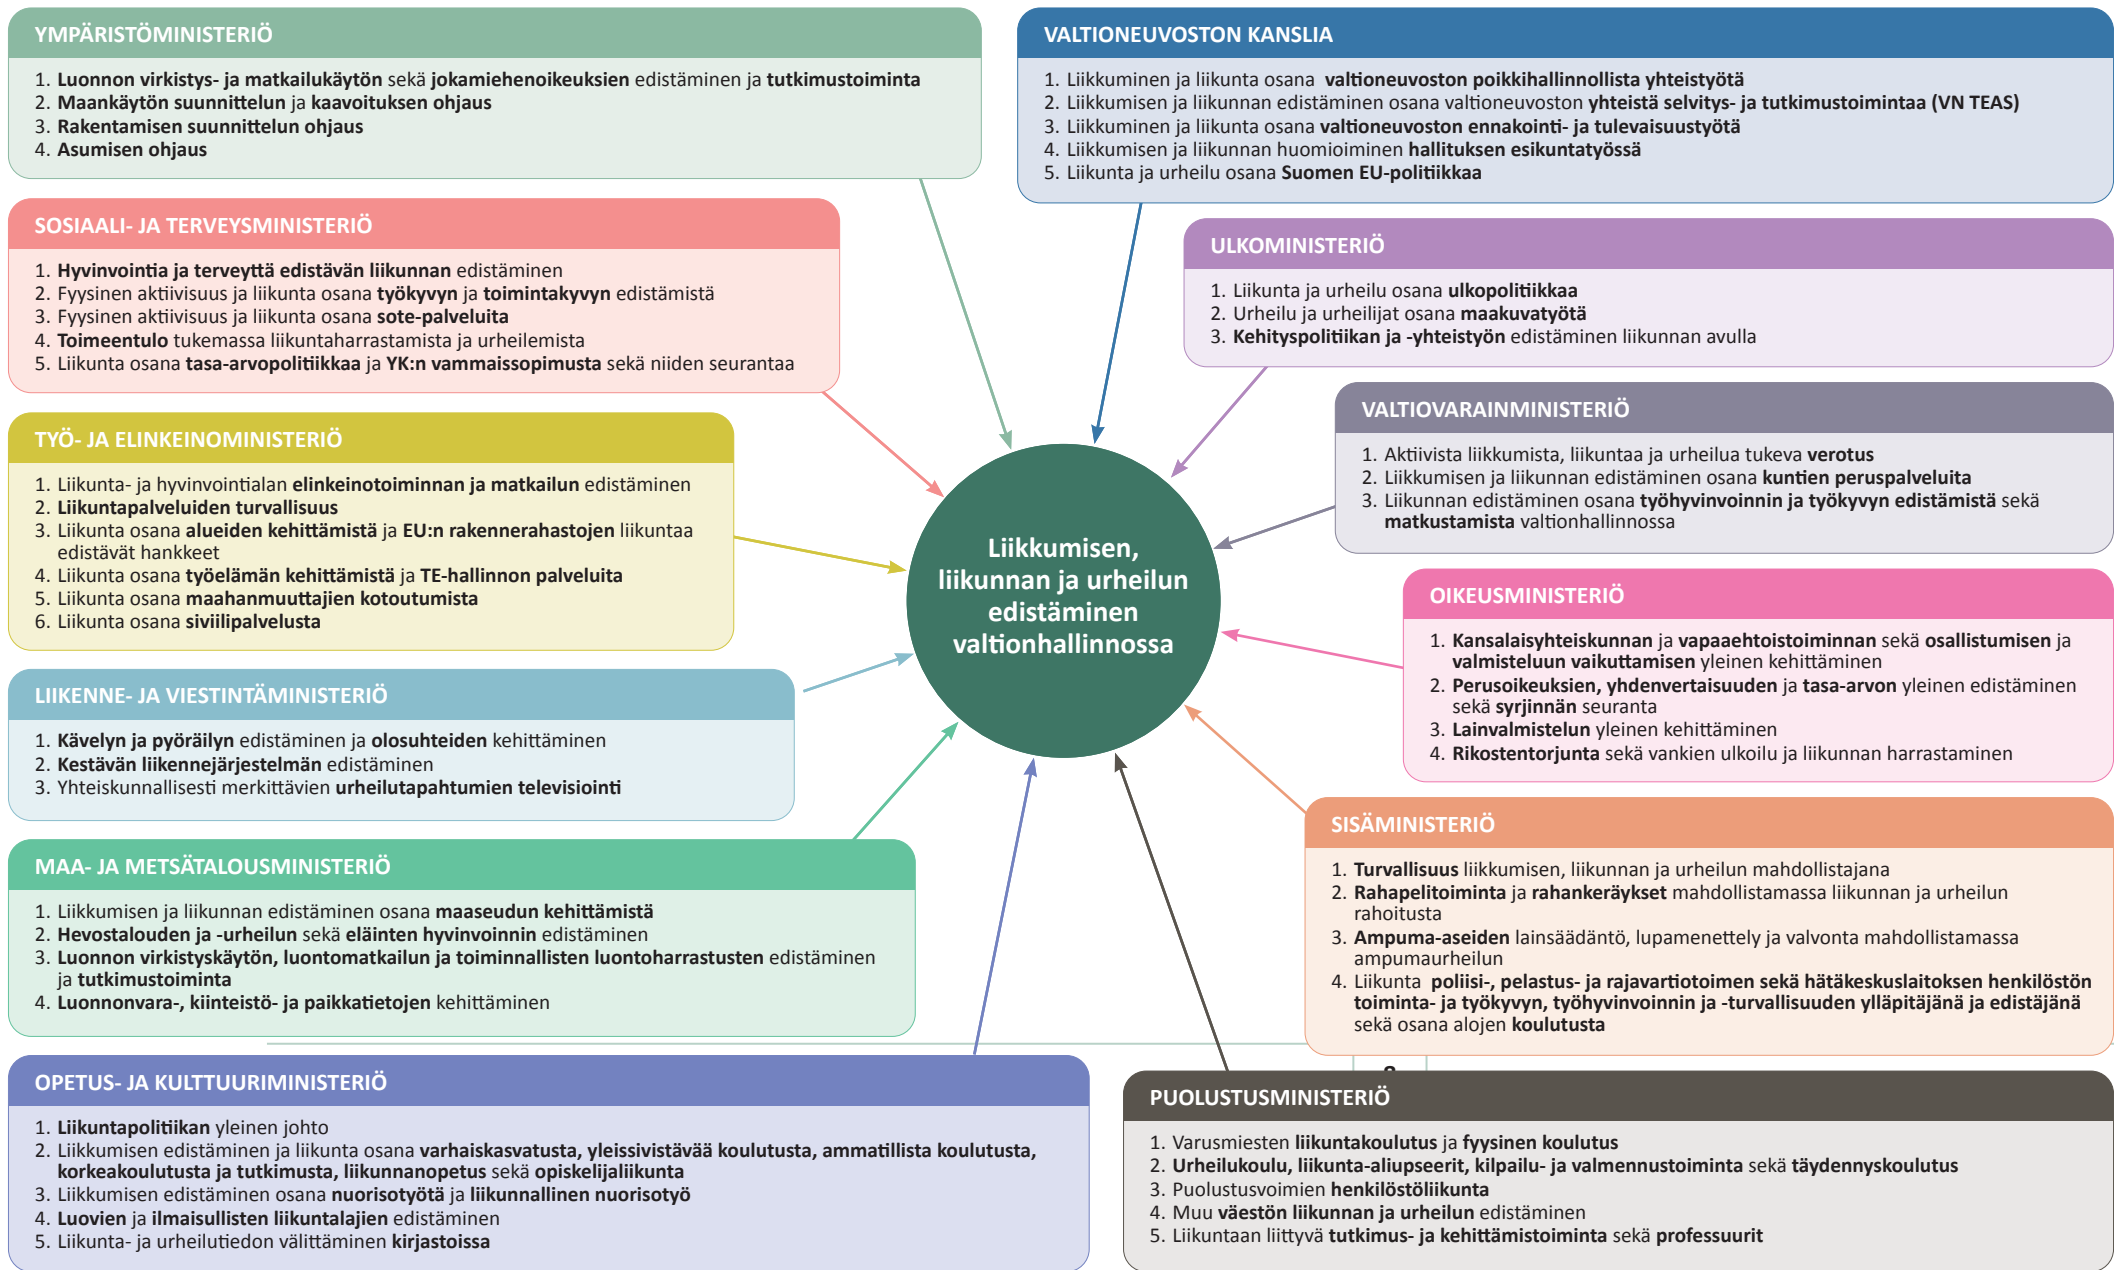 YMPÄRISTÖMINISTERIÖ
1. Luonnon virkistys- ja matkailukäytön sekä jokamiehenoikeuksien edistäminen ja tutkimustoiminta
2. Maankäytön suunnittelun ja kaavoituksen ohjaus
3. Rakentamisen suunnittelun ohjaus
4. Asumisen ohjaus
VALTIONEUVOSTON KANSLIA
1. Liikkuminen ja liikunta osana valtioneuvoston poikkihallinnollista yhteistyötä
2. Liikkumisen ja liikunnan edistäminen osana valtioneuvoston yhteistä selvitys- ja tutkimustoimintaa (VN TEAS)
3. Liikkuminen ja liikunta osana valtioneuvoston ennakointi- ja tulevaisuustyötä
4. Liikkumisen ja liikunnan huomioiminen hallituksen esikuntatyössä
5. Liikunta ja urheilu osana Suomen EU-politiikkaa
SOSIAALI- JA TERVEYSMINISTERIÖ
1. Hyvinvointia ja terveyttä edistävän liikunnan edistäminen
2. Fyysinen aktiivisuus ja liikunta osana työkyvyn ja toimintakyvyn edistämistä
3. Fyysinen aktiivisuus ja liikunta osana sote-palveluita
4. Toimeentulo tukemassa liikuntaharrastamista ja urheilemista
5. Liikunta osana tasa-arvopolitiikkaa ja YK:n vammaissopimusta sekä niiden seurantaa
ULKOMINISTERIÖ
1. Liikunta ja urheilu osana ulkopolitiikkaa
2. Urheilu ja urheilijat osana maakuvatyötä
3. Kehityspolitiikan ja -yhteistyön edistäminen liikunnan avulla
VALTIOVARAINMINISTERIÖ
1. Aktiivista liikkumista, liikuntaa ja urheilua tukeva verotus
2. Liikkumisen ja liikunnan edistäminen osana kuntien peruspalveluita
3. Liikunnan edistäminen osana työhyvinvoinnin ja työkyvyn edistämistä sekä
matkustamista valtionhallinnossa
TYÖ- JA ELINKEINOMINISTERIÖ
1. Liikunta- ja hyvinvointialan elinkeinotoiminnan ja matkailun edistäminen
2. Liikuntapalveluiden turvallisuus
3. Liikunta osana alueiden kehittämistä ja EU:n rakennerahastojen liikuntaa
edistävät hankkeet
4. Liikunta osana työelämän kehittämistä ja TE-hallinnon palveluita
5. Liikunta osana maahanmuuttajien kotoutumista
6. Liikunta osana siviilipalvelusta
Liikkumisen,
liikunnan ja urheilun
edistäminen
valtionhallinnossa
OIKEUSMINISTERIÖ
1. Kansalaisyhteiskunnan ja vapaaehtoistoiminnan sekä osallistumisen ja
valmisteluun vaikuttamisen yleinen kehittäminen
2. Perusoikeuksien, yhdenvertaisuuden ja tasa-arvon yleinen edistäminen
sekä syrjinnän seuranta
3. Lainvalmistelun yleinen kehittäminen
4. Rikostentorjunta sekä vankien ulkoilu ja liikunnan harrastaminen
LIIKENNE- JA VIESTINTÄMINISTERIÖ
1. Kävelyn ja pyöräilyn edistäminen ja olosuhteiden kehittäminen
2. Kestävän liikennejärjestelmän edistäminen
3. Yhteiskunnallisesti merkittävien urheilutapahtumien televisiointi
SISÄMINISTERIÖ
1. Turvallisuus liikkumisen, liikunnan ja urheilun mahdollistajana
2. Rahapelitoiminta ja rahankeräykset mahdollistamassa liikunnan ja urheilun
rahoitusta
3. Ampuma-aseiden lainsäädäntö, lupamenettely ja valvonta mahdollistamassa
ampumaurheilun
4. Liikunta poliisi-, pelastus- ja rajavartiotoimen sekä hätäkeskuslaitoksen henkilöstön
toiminta- ja työkyvyn, työhyvinvoinnin ja -turvallisuuden ylläpitäjänä ja edistäjänä
sekä osana alojen koulutusta
MAA- JA METSÄTALOUSMINISTERIÖ
1. Liikkumisen ja liikunnan edistäminen osana maaseudun kehittämistä
2. Hevostalouden ja -urheilun sekä eläinten hyvinvoinnin edistäminen
3. Luonnon virkistyskäytön, luontomatkailun ja toiminnallisten luontoharrastusten edistäminen
ja tutkimustoiminta
4. Luonnonvara-, kiinteistö- ja paikkatietojen kehittäminen
OPETUS- JA KULTTUURIMINISTERIÖ
1. Liikuntapolitiikan yleinen johto
2. Liikkumisen edistäminen ja liikunta osana varhaiskasvatusta, yleissivistävää koulutusta, ammatillista koulutusta,
korkeakoulutusta ja tutkimusta, liikunnanopetus sekä opiskelijaliikunta
3. Liikkumisen edistäminen osana nuorisotyötä ja liikunnallinen nuorisotyö
4. Luovien ja ilmaisullisten liikuntalajien edistäminen
5. Liikunta- ja urheilutiedon välittäminen kirjastoissa
PUOLUSTUSMINISTERIÖ
1. Varusmiesten liikuntakoulutus ja fyysinen koulutus
2. Urheilukoulu, liikunta-aliupseerit, kilpailu- ja valmennustoiminta sekä täydennyskoulutus
3. Puolustusvoimien henkilöstöliikunta
4. Muu väestön liikunnan ja urheilun edistäminen
5. Liikuntaan liittyvä tutkimus- ja kehittämistoiminta sekä professuurit